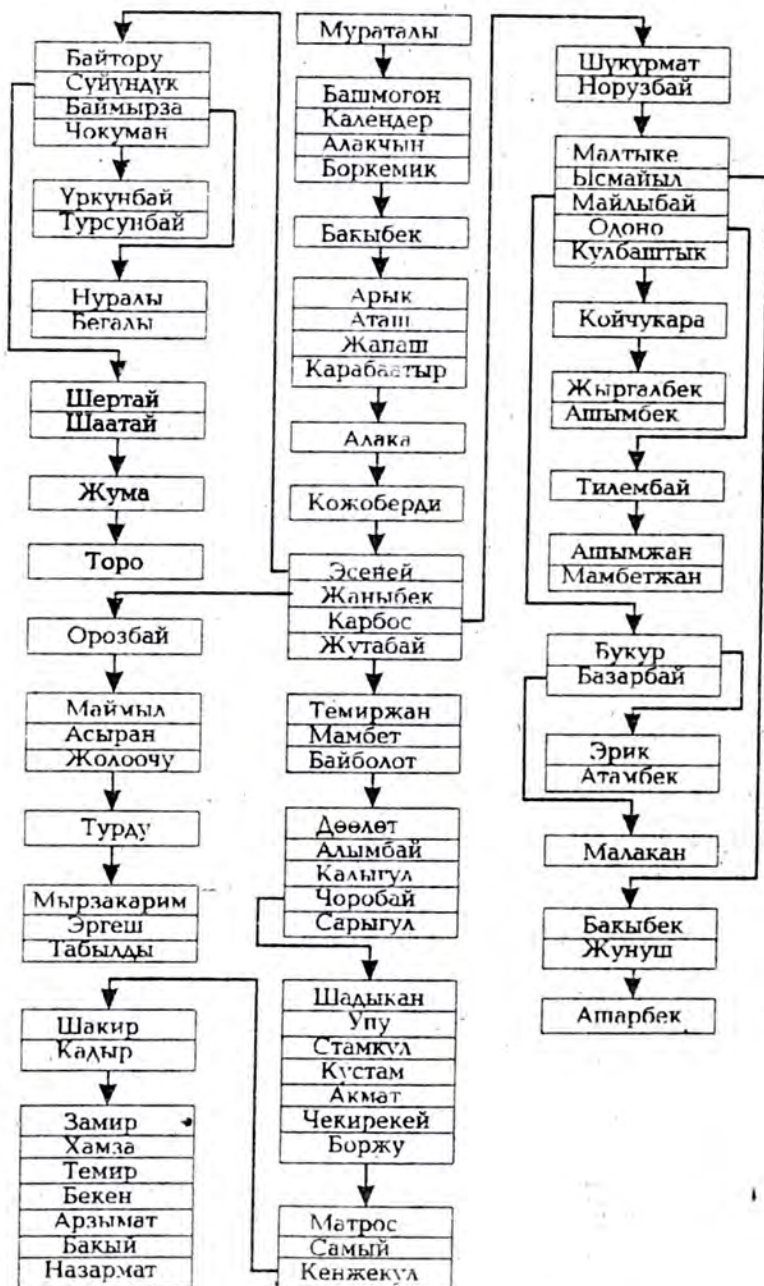 Байтору
Сүйүндүк
Баймырза
Чокуман
Үркүнбай
Турсунбай
Нуралы
Бегалы
Шертай
Шаатай
Жума
Торо
Орозбай
Маймыл
Асыран
Жолоочу
Турду
Мырзакарим
Эргеш
Табылды
Шакир
Кадыр
Замир
Хамза
Темир
Бекен
Арзымат
Бакый
Назармат
Мураталы
Башмогон
Календер
Алакчын
Боркемик
Бакыбек
Арык
Аташ
Жапаш
Карабаатыр
Алака
Кожоберди
Эсеней
Жаныбек
Карбос
Жутабай
Темиржан
Мамбет
Байболот
Дөөлөт
Алымбай
Калыгул
Чоробай
Сарыгул
Шадыкан
Упу
Стамкул
Кустам
Акмат
Чекирекей
Боржу
Матрос
Самый
Кенжекул
Шүкүрмат
Норузбай
Малтыке
Ысмайыл
Майлыбай
Одоно
Кулбаштык
Койчукара
Жыргалбек
Ашымбек
Тилембай
Ашымжан
Мамбетжан
Букур
Базарбай
Эрик
Атамбек
Малакан
Бакыбек
Жунуш
Апарбек